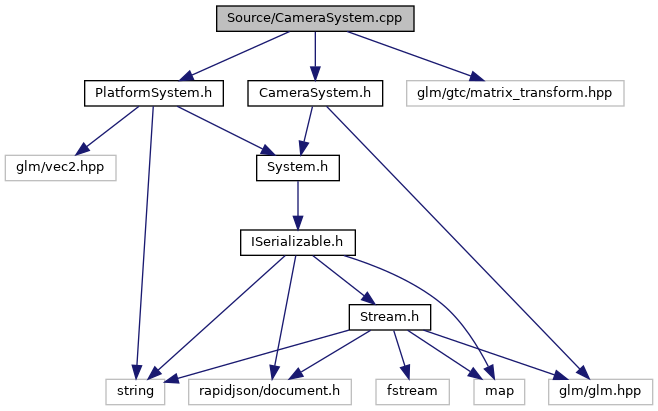 Source/CameraSystem.cpp
PlatformSystem.h
CameraSystem.h
glm/gtc/matrix_transform.hpp
glm/vec2.hpp
System.h
ISerializable.h
Stream.h
string
rapidjson/document.h
fstream
map
glm/glm.hpp